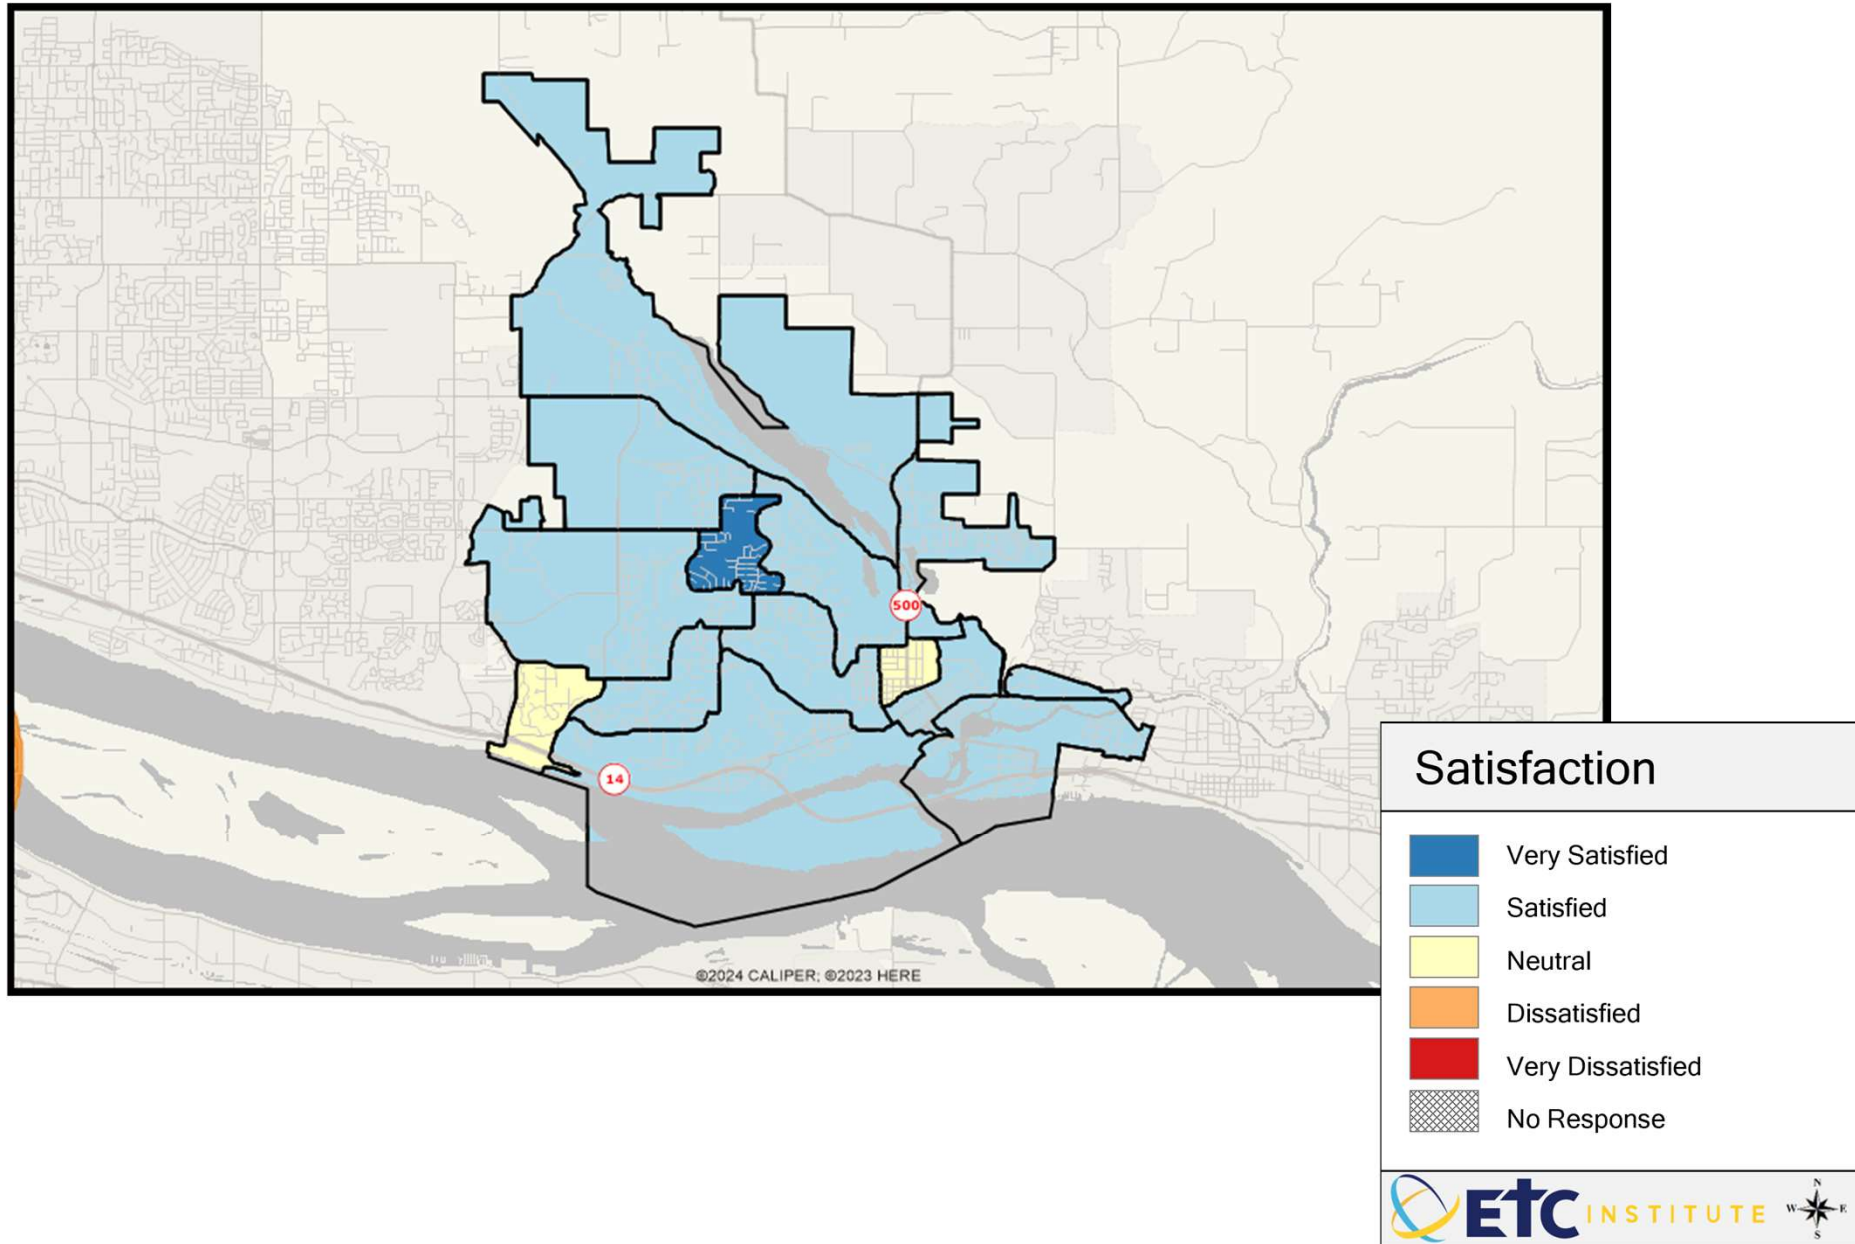 500
14
©2024 CALIPER; ©2023 HERE
Satisfaction
Very Satisfied
Satisfied
Neutral
Dissatisfied
Very Dissatisfied
No Response
ETC INSTITUTE
N
W E
S